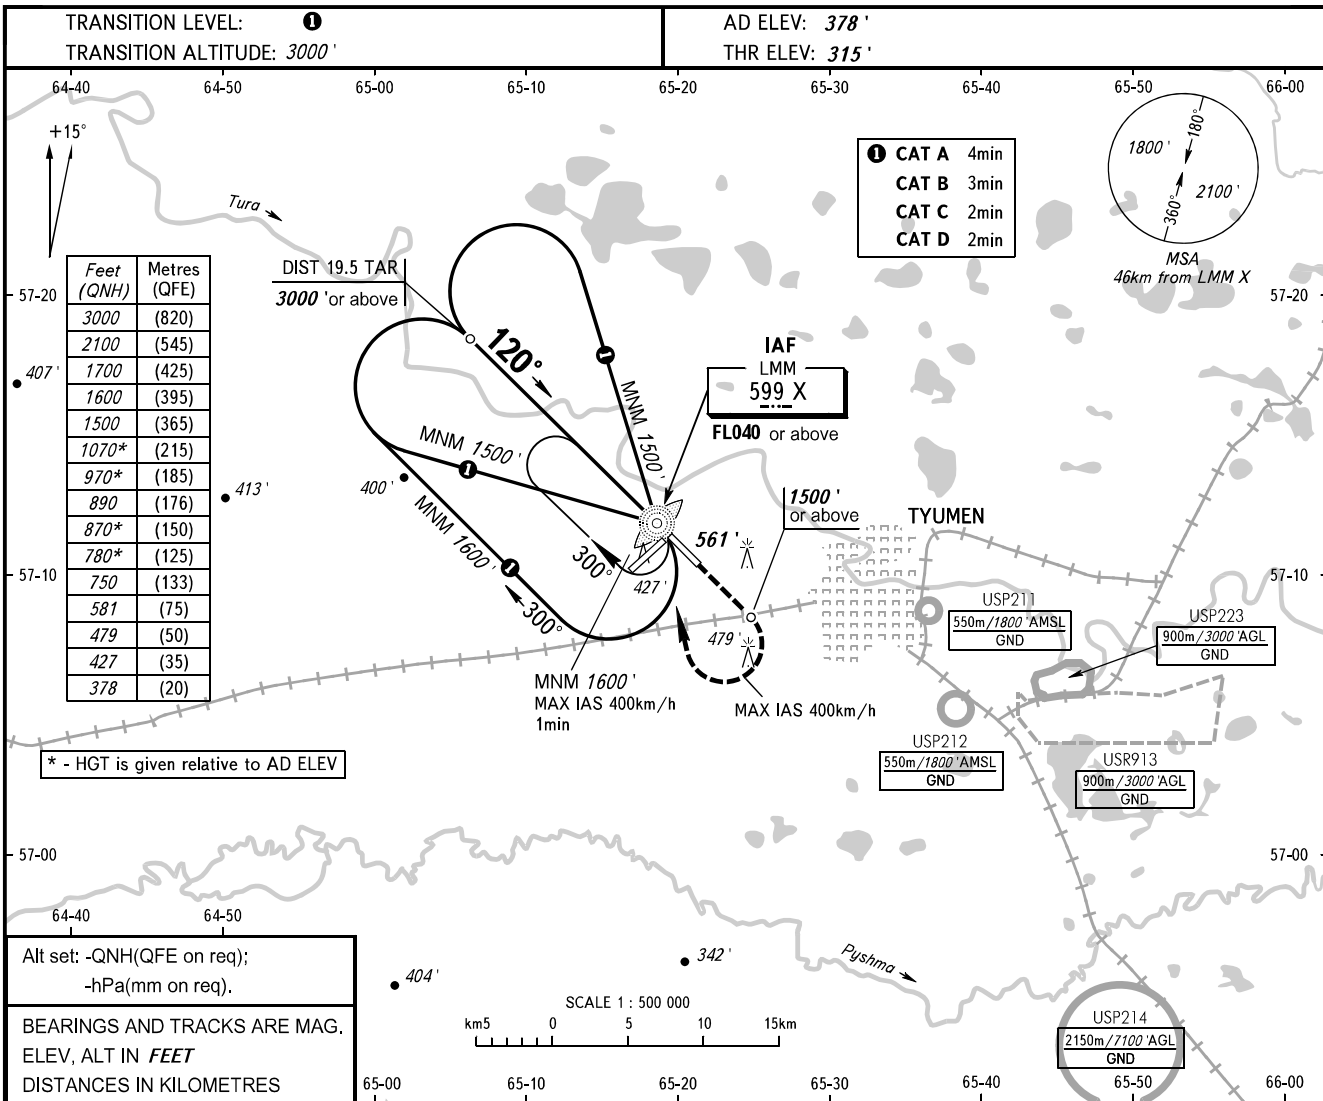 TRANSITION LEVEL: 1
TRANSITION ALTITUDE: 3000 '
AD ELEV: 378 '
THR ELEV: 315 '
64-40 64-50 65-00 65-10 65-20 65-30 65-40 65-50 66-00
+15°
Tura
1 CAT A 4min
CAT B 3min
CAT C 2min
CAT D 2min
180°
1800 '
2100 '
360°
MSA
46km from LMM X
57-20
57-20
Feet (QNH) Metres (QFE)
3000 (820)
2100 (545)
1700 (425)
1600 (395)
1500 (365)
1070* (215)
970* (185)
890 (176)
870* (150)
780* (125)
750 (133)
581 (75)
479 (50)
427 (35)
378 (20)
DIST 19.5 TAR
3000 ' or above
120°
1
MNM 1500 '
IAF
LMM
599 X
FL040 or above
407 '
413 '
400 '
MNM 1500 '
1
MNM 1600 '
1
300°
300°
427 '
561 '
1500 '
or above
479 '
TYUMEN
57-10
57-10
MNM 1600 '
MAX IAS 400km/h
1min
MAX IAS 400km/h
USP211
550m/1800 ' AMSL
GND
USP223
900m/3000 ' AGL
GND
USP212
550m/1800 ' AMSL
GND
USR913
900m/3000 ' AGL
GND
* - HGT is given relative to AD ELEV
57-00
57-00
64-40 64-50
Alt set: -QNH(QFE on req);
-hPa(mm on req).
BEARINGS AND TRACKS ARE MAG.
ELEV, ALT IN FEET
DISTANCES IN KILOMETRES
404 '
342 '
Pyshma
SCALE 1 : 500 000
km5 0 5 10 15km
USP214
2150m/7100 ' AGL
GND
65-00 65-10 65-20 65-30 65-40 65-50 66-00